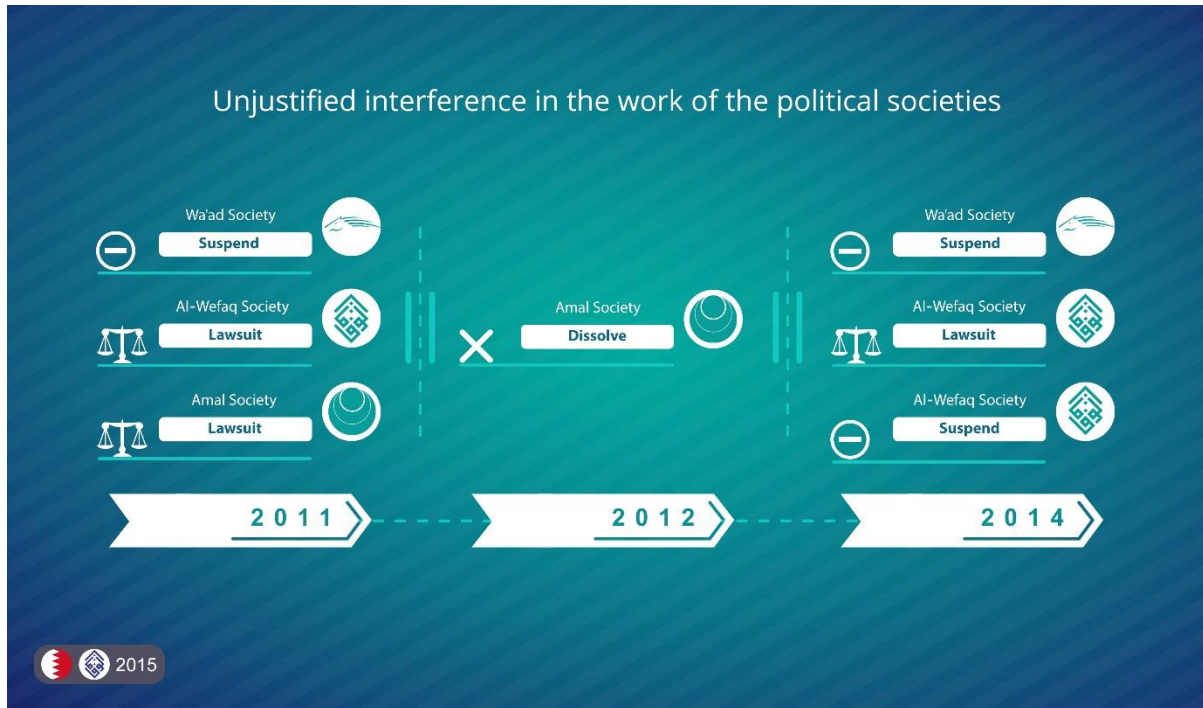 Unjustified interference in the work of the political societies
Wa'ad Society
Suspend
Al-Wefaq Society
Lawsuit
Amal Society
Lawsuit
2011
Amal Society
Dissolve
2012
Wa'ad Society
Suspend
Al-Wefaq Society
Lawsuit
Al-Wefaq Society
Suspend
2014
2015